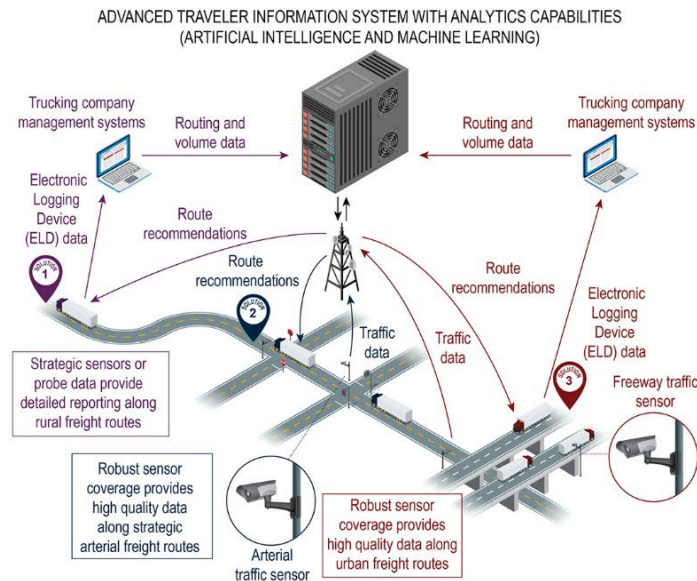 ADVANCED TRAVELER INFORMATION SYSTEM WITH ANALYTICS CAPABILITIES
(ARTIFICIAL INTELLIGENCE AND MACHINE LEARNING)
Trucking company
management systems
Routing and
volume data
Routing and
volume data
Trucking company
management systems
Electronic
Logging
Device
(ELD) data
Route
recommendations
Route
recommendations
Route
recommendations
Traffic
data
Traffic
data
Electronic
Logging
Device
(ELD) data
SOLUTION
1
SOLUTION
2
SOLUTION
3
Strategic sensors or
probe data provide
detailed reporting along
rural freight routes
Freeway traffic
sensor
Robust sensor
coverage provides
high quality data
along strategic
arterial freight routes
Arterial
traffic sensor
Robust sensor
coverage provides
high quality data along
urban freight routes